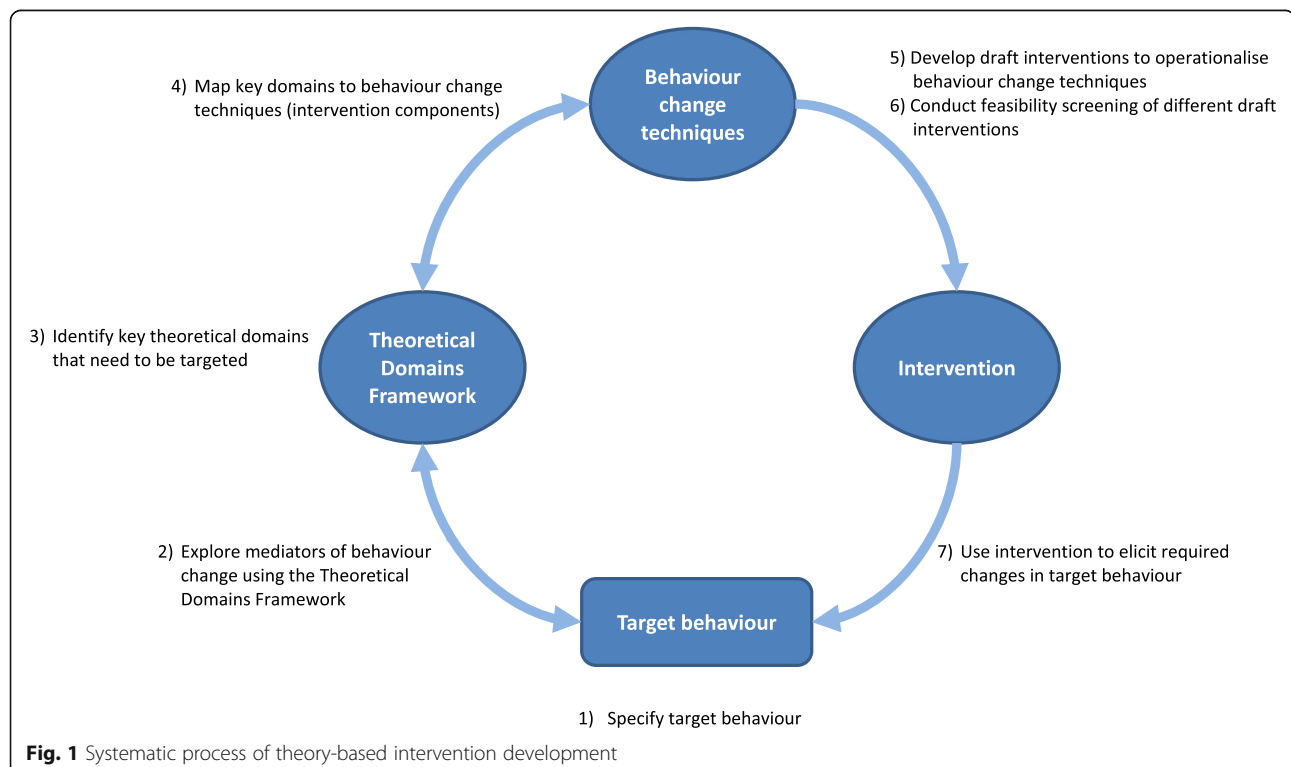 Behaviour
change
techniques
4) Map key domains to behaviour change
techniques (intervention components)
5) Develop draft interventions to operationalise
behaviour change techniques
6) Conduct feasibility screening of different draft
interventions
Theoretical
Domains
Framework
Intervention
3) Identify key theoretical domains
that need to be targeted
2) Explore mediators of behaviour
change using the Theoretical
Domains Framework
7) Use intervention to elicit required
changes in target behaviour
Target behaviour
1) Specify target behaviour
Fig. 1 Systematic process of theory-based intervention development